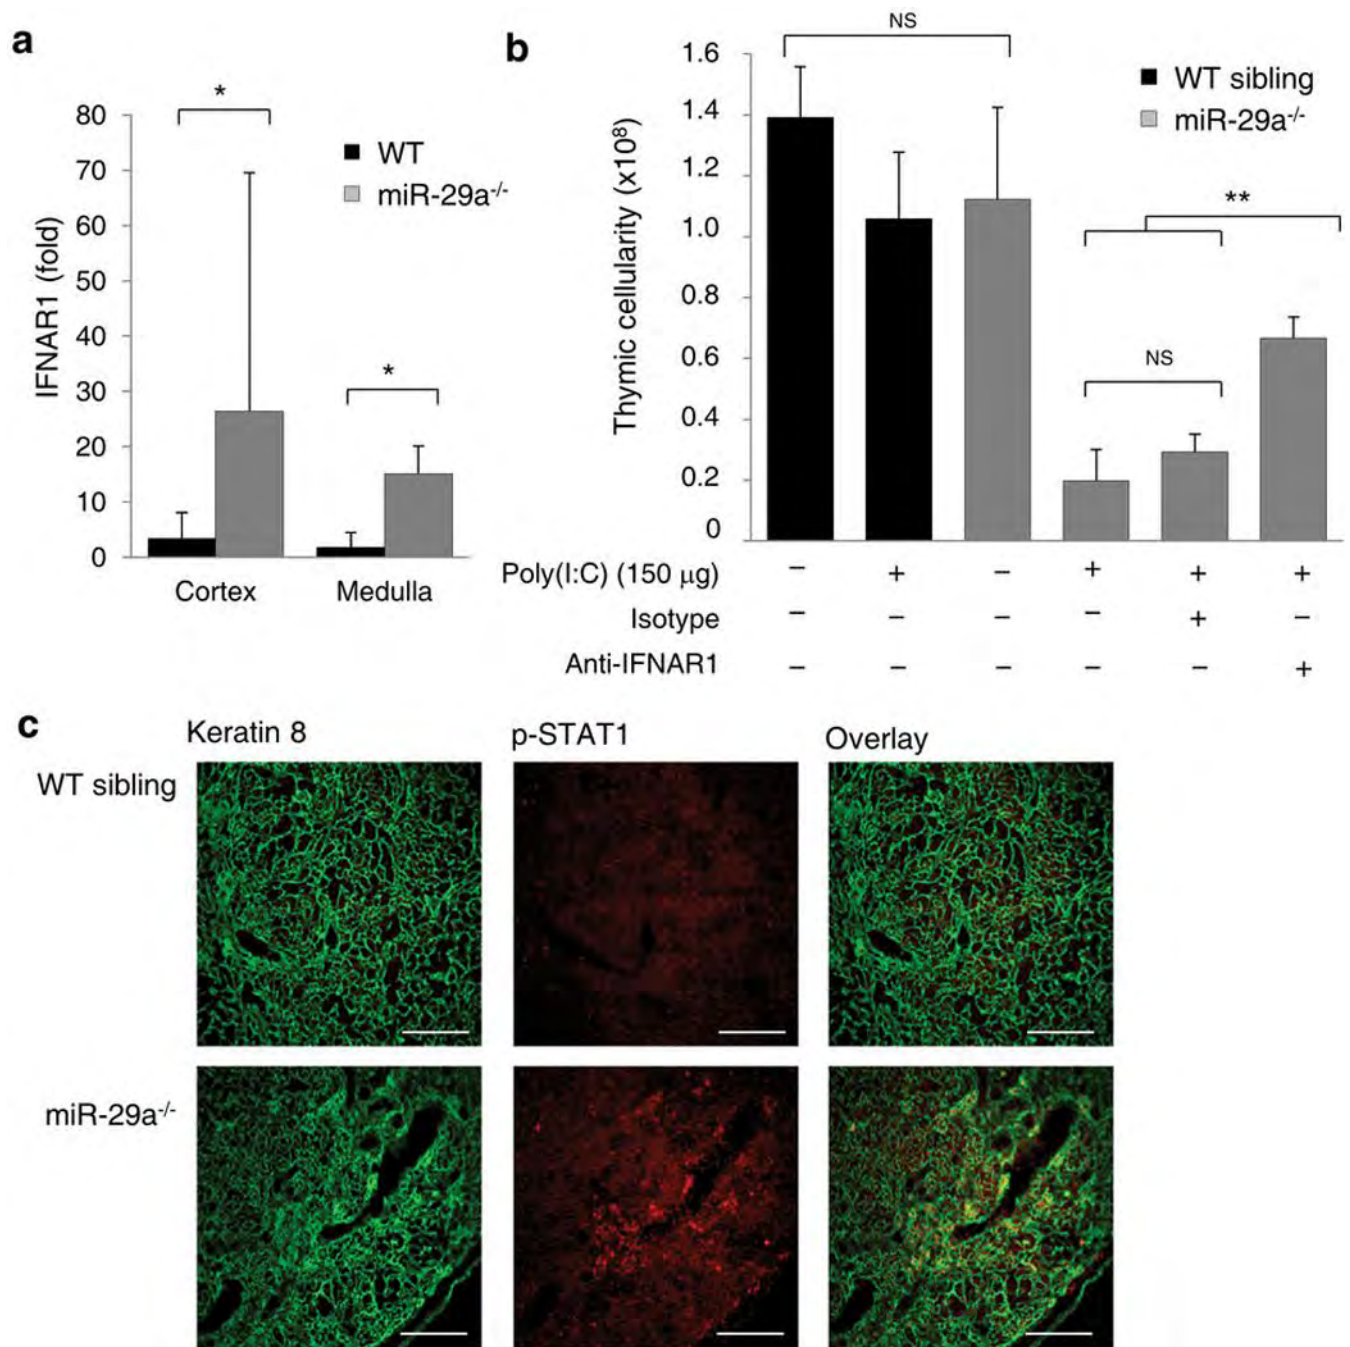 a
*
80
70
60
50
40
30
20
10
0
IFNAR1 (fold)
WT
miR-29a-/-
*
Cortex
Medulla
b
NS
1.6
1.4
1.2
1.0
0.8
0.6
0.4
0.2
0
Thymic cellularity (x10⁸)
WT sibling
miR-29a-/-
**
NS
Poly(I:C) (150 µg) – + – + + +
Isotype – – – – + –
Anti-IFNAR1 – – – – – +
c
Keratin 8
p-STAT1
Overlay
WT sibling
miR-29a-/-